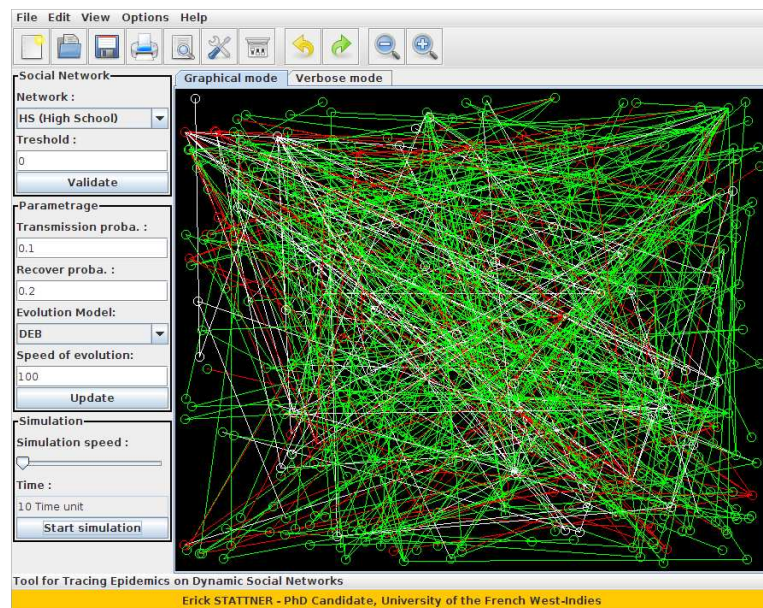 File Edit View Options Help
Social Network
Network :
HS (High School)
Treshold :
0
Validate
Parametrage
Transmission proba. :
0.1
Recover proba. :
0.2
Evolution Model:
DEB
Speed of evolution:
100
Update
Simulation
Simulation speed :
Time :
10 Time unit
Start simulation
Graphical mode Verbose mode
Tool for Tracing Epidemics on Dynamic Social Networks
Erick STATTNER - PhD Candidate, University of the French West-Indies